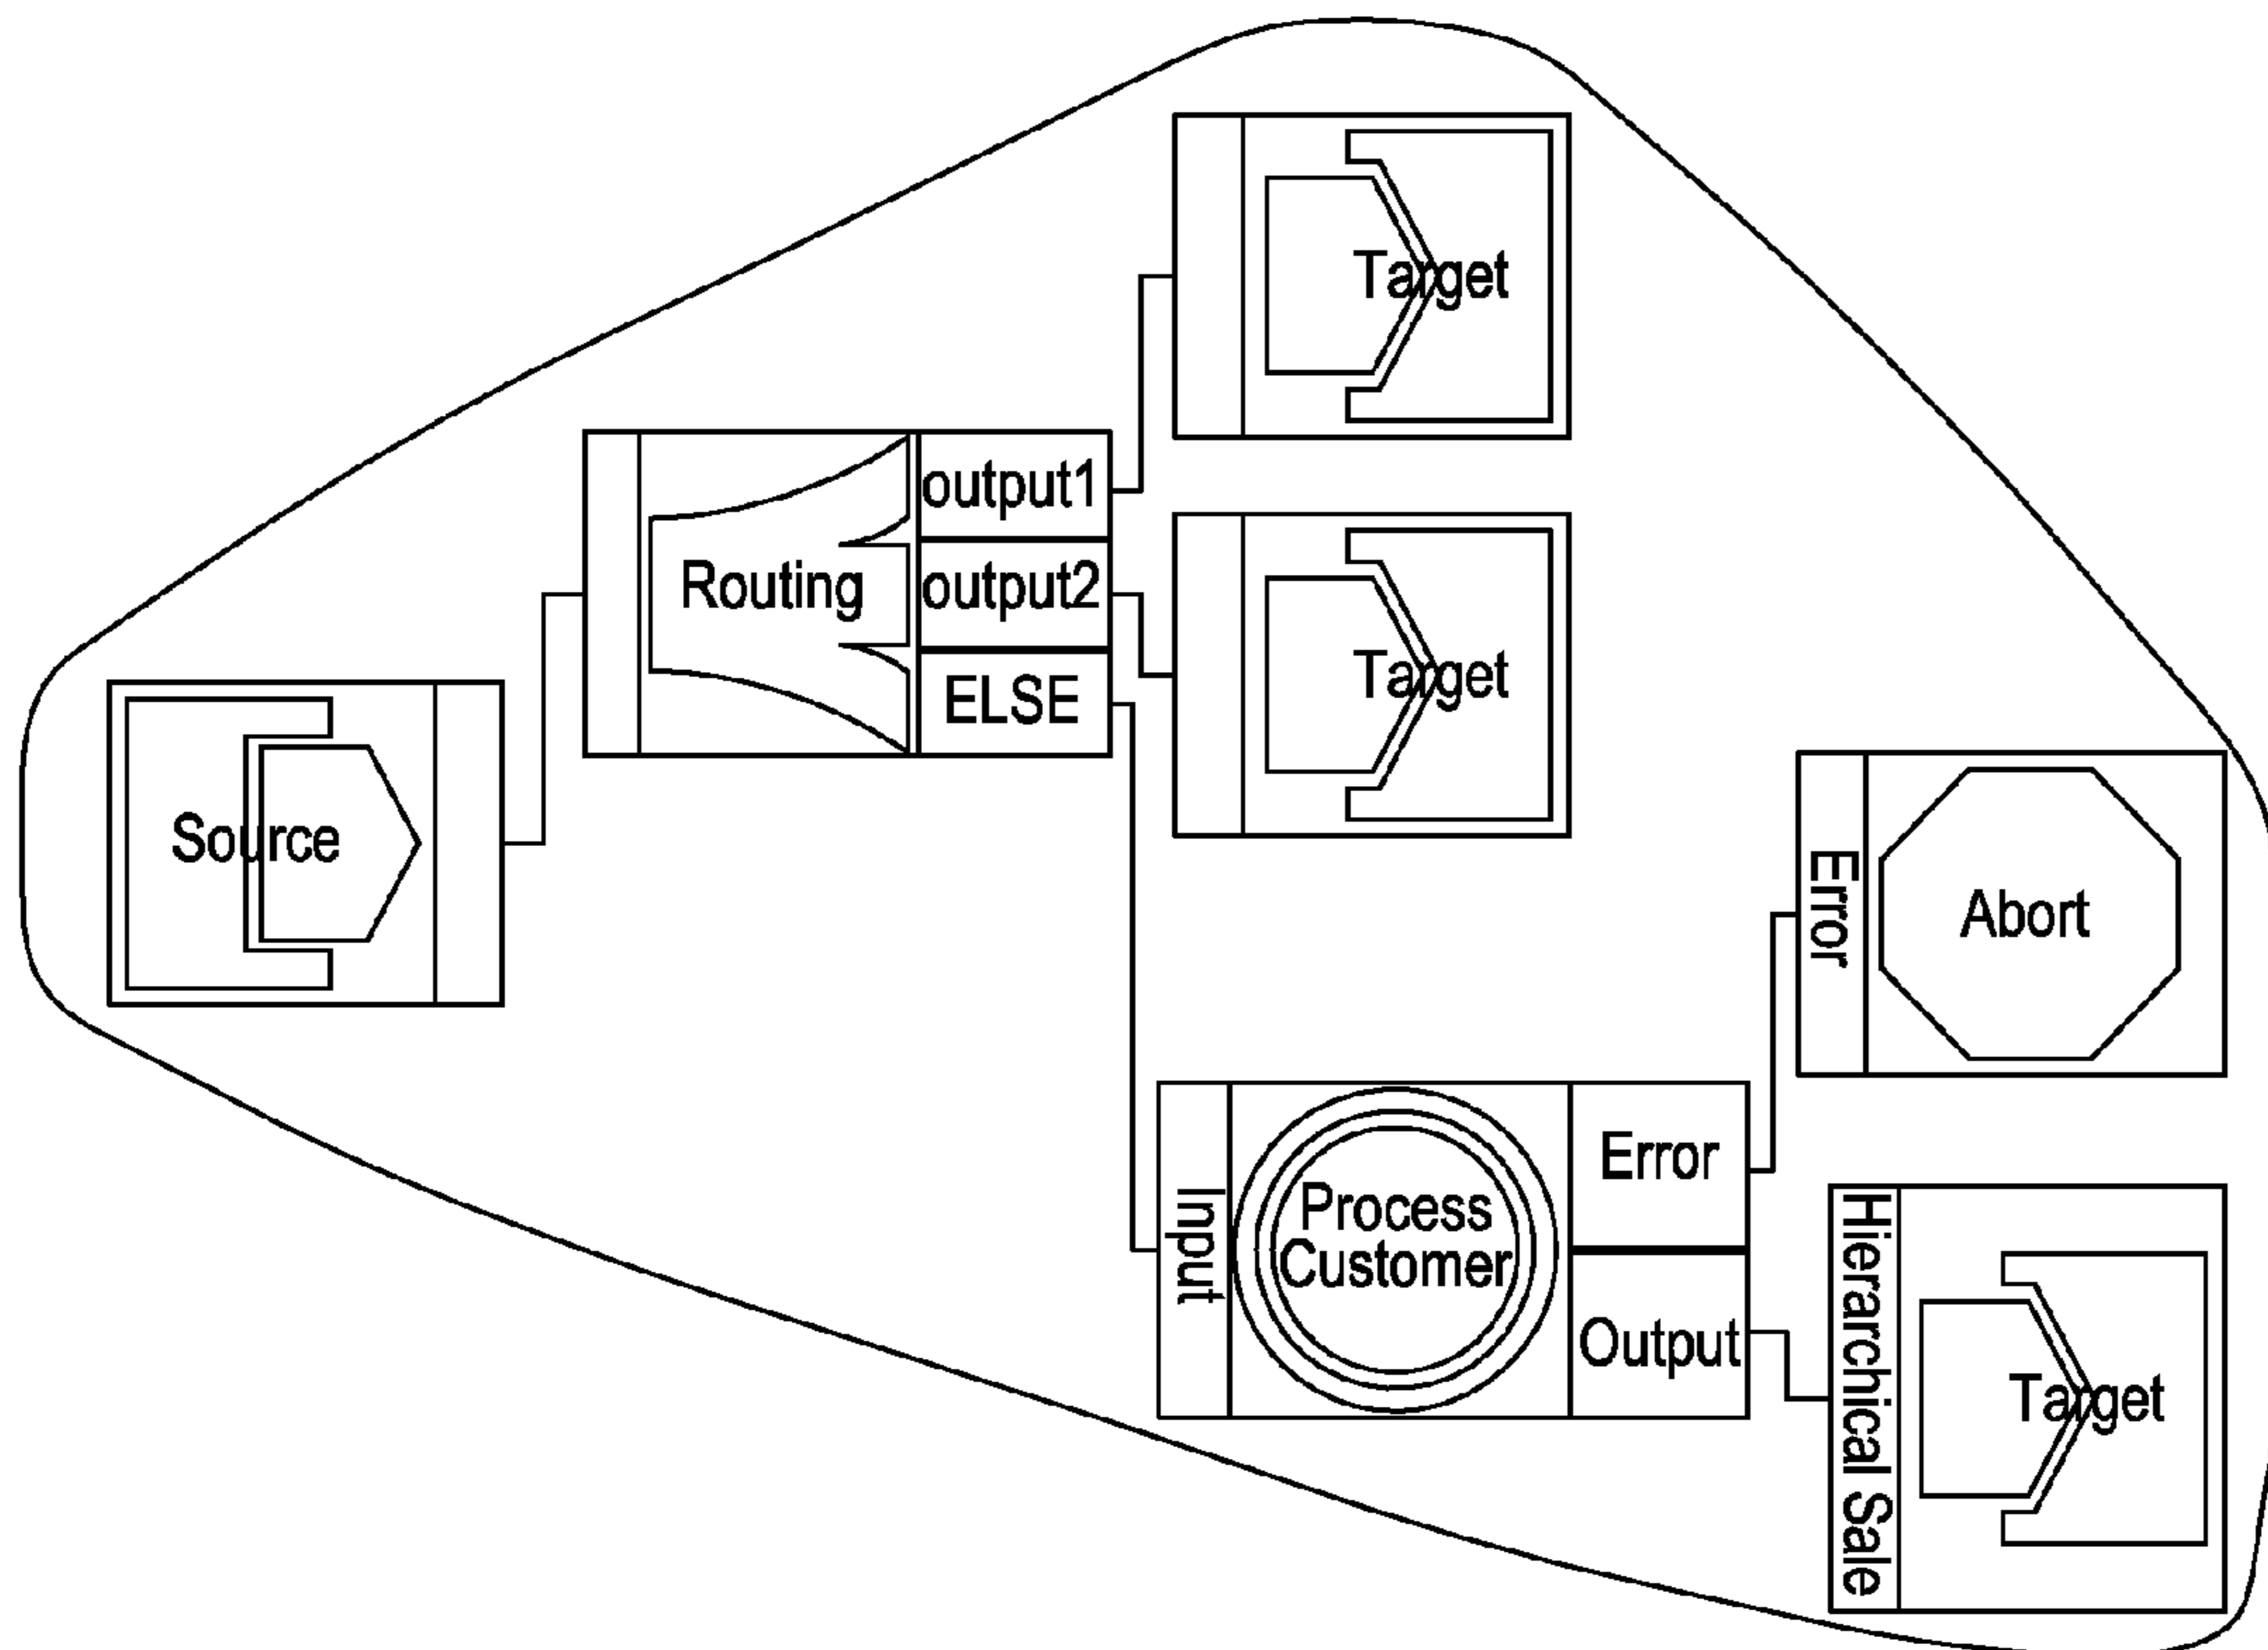 Target
output1
Routing
output2
ELSE
Target
Source
Error
Abort
Input
Process
Customer
Error
Output
Hierarchical Sale
Target